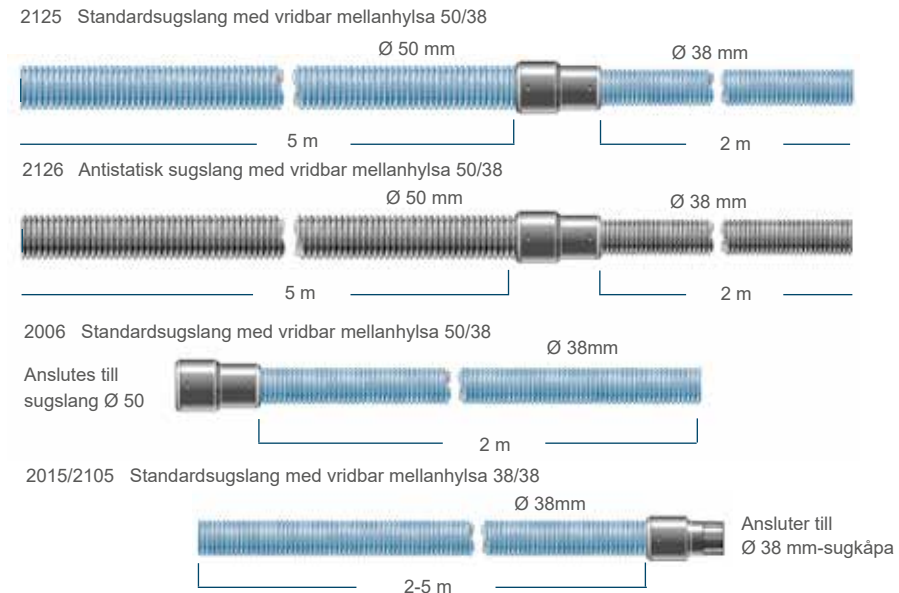 2125 Standardsugslang med vridbar mellanhylsa 50/38
Ø 50 mm
Ø 38 mm
5 m
2 m
2126 Antistatisk sugslang med vridbar mellanhylsa 50/38
Ø 50 mm
Ø 38 mm
5 m
2 m
2006 Standardsugslang med vridbar mellanhylsa 50/38
Ø 38mm
Anslutes till
sugslang Ø 50
2 m
2015/2105 Standardsugslang med vridbar mellanhylsa 38/38
Ø 38mm
Ansluter till
Ø 38 mm-sugkåpa
2-5 m